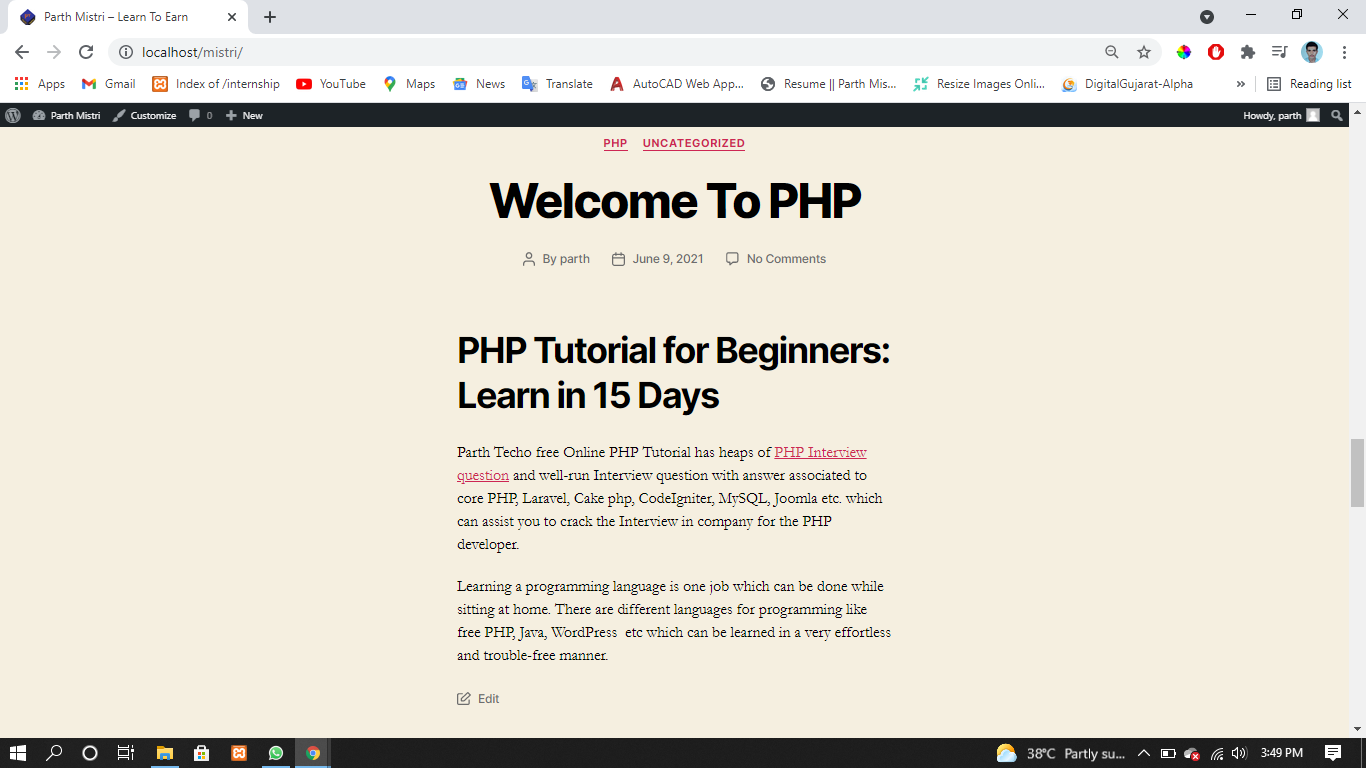 Parth Mistri – Learn To Earn
localhost/mistri/
Apps Gmail Index of /internship YouTube Maps News Translate AutoCAD Web App... Resume || Parth Mis... Resize Images Onli... DigitalGujarat-Alpha » Reading list
Parth Mistri Customize 0 New Howdy, parth
PHP UNCATEGORIZED
Welcome To PHP
By parth June 9, 2021 No Comments
PHP Tutorial for Beginners:
Learn in 15 Days
Parth Techo free Online PHP Tutorial has heaps of PHP Interview
question and well-run Interview question with answer associated to
core PHP, Laravel, Cake php, CodeIgniter, MySQL, Joomla etc. which
can assist you to crack the Interview in company for the PHP
developer.
Learning a programming language is one job which can be done while
sitting at home. There are different languages for programming like
free PHP, Java, WordPress  etc which can be learned in a very effortless
and trouble-free manner.
Edit
38°C Partly su... 3:49 PM